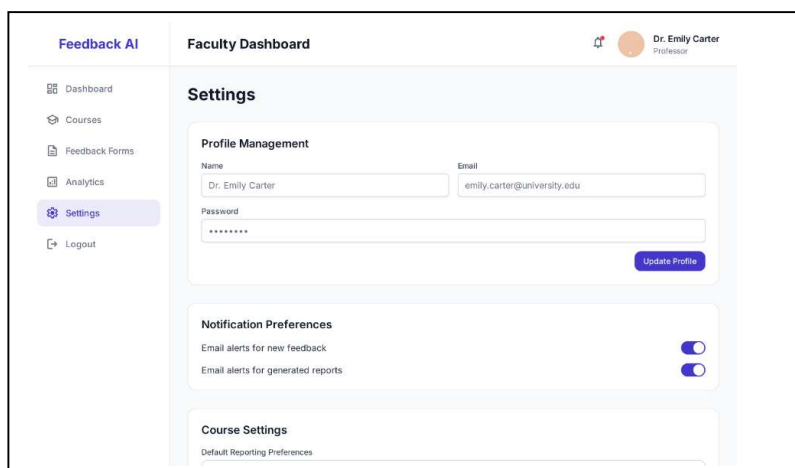 Feedback AI
Faculty Dashboard
Dr. Emily Carter
Professor
Dashboard
Courses
Feedback Forms
Analytics
Settings
Logout
Settings
Profile Management
Name
Email
Dr. Emily Carter
emily.carter@university.edu
Password
••••••••
Update Profile
Notification Preferences
Email alerts for new feedback
Email alerts for generated reports
Course Settings
Default Reporting Preferences